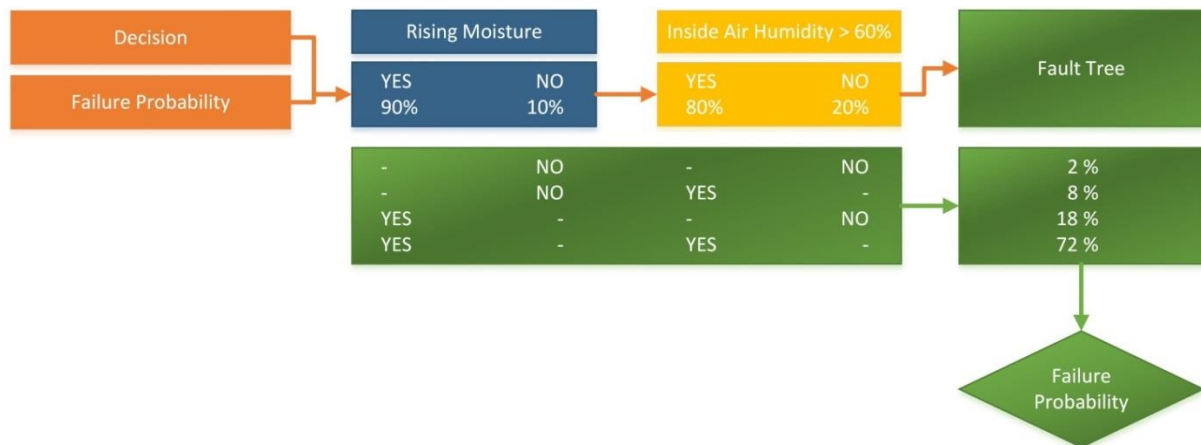 Decision
Failure Probability
Rising Moisture
YES NO
90% 10%
Inside Air Humidity > 60%
YES NO
80% 20%
Fault Tree
- NO - NO
- NO YES -
YES - - NO
YES - YES -
2 %
8 %
18 %
72 %
Failure
Probability